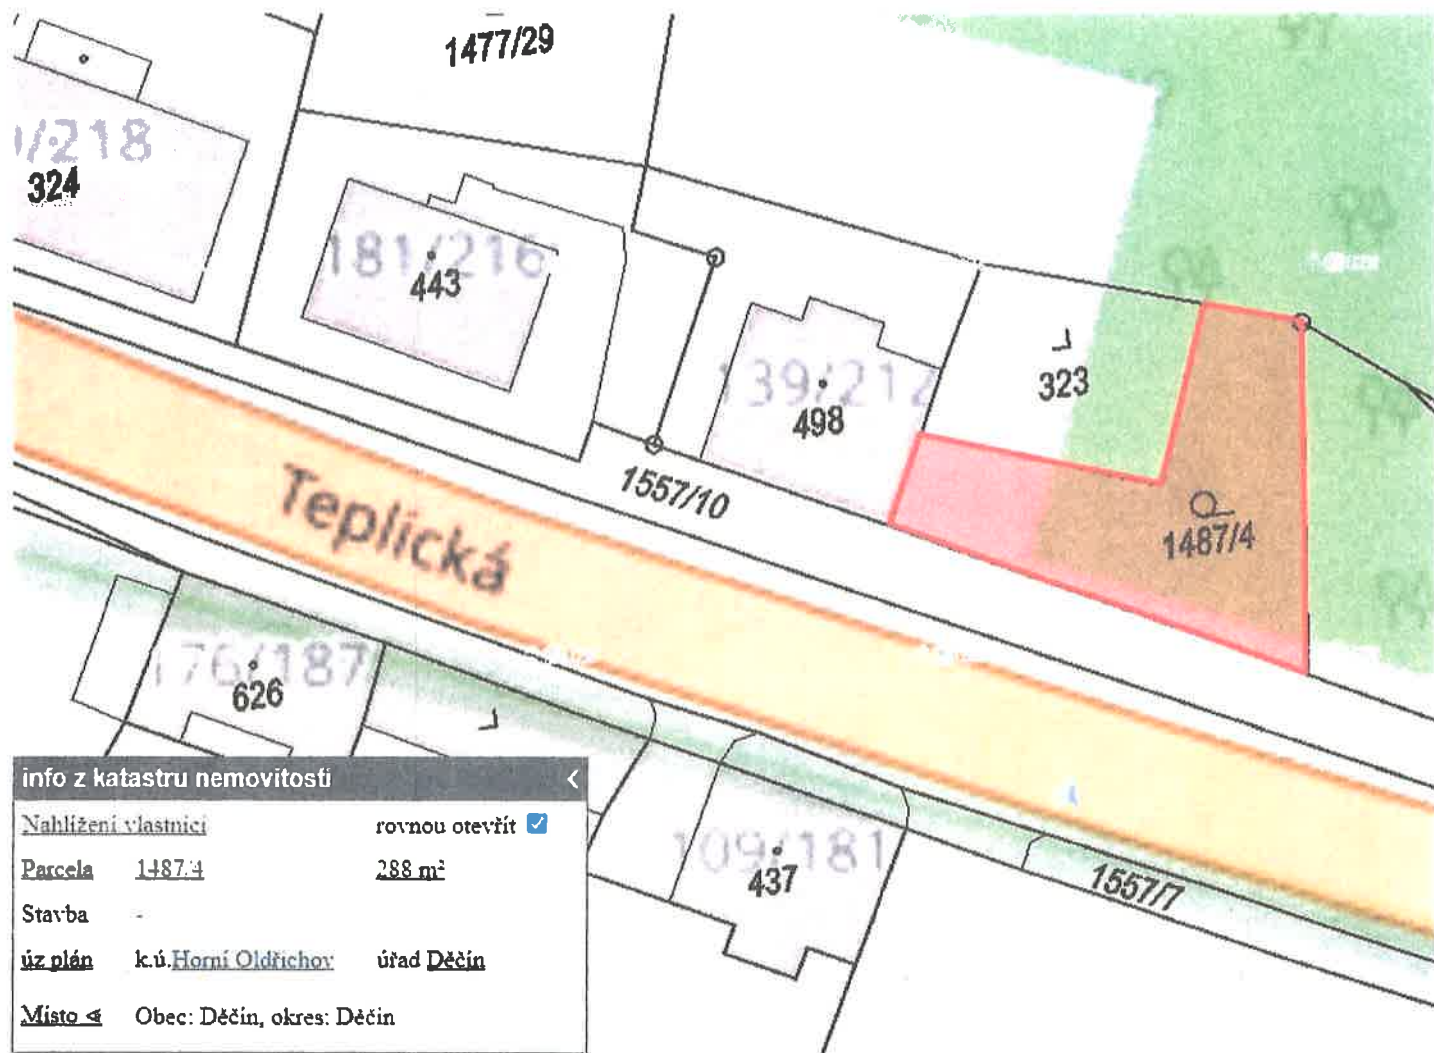 1477/29
/218
324
181/216
443
139/212
498
323
1557/10
1487/4
Teplická
176/187
626
109/181
437
1557/7
info z katastru nemovitostí <
Nahlížení vlastníci rovnou otevřít
Parcela 1487/4 288 m²
Stavba -
úz plán k.ú.Horní Oldřichov úřad Děčín
Místo Obec: Děčín, okres: Děčín